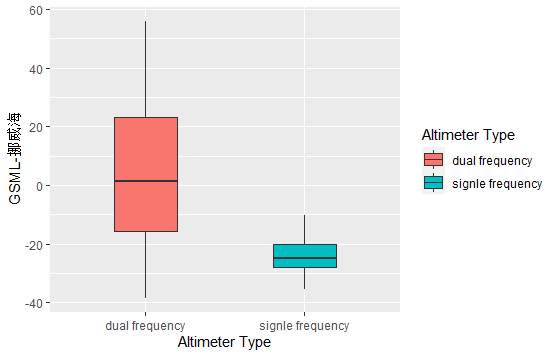 60
40
20
0
-20
-40
GSML-挪威海
dual frequency
signle frequency
Altimeter Type
Altimeter Type
dual frequency
signle frequency